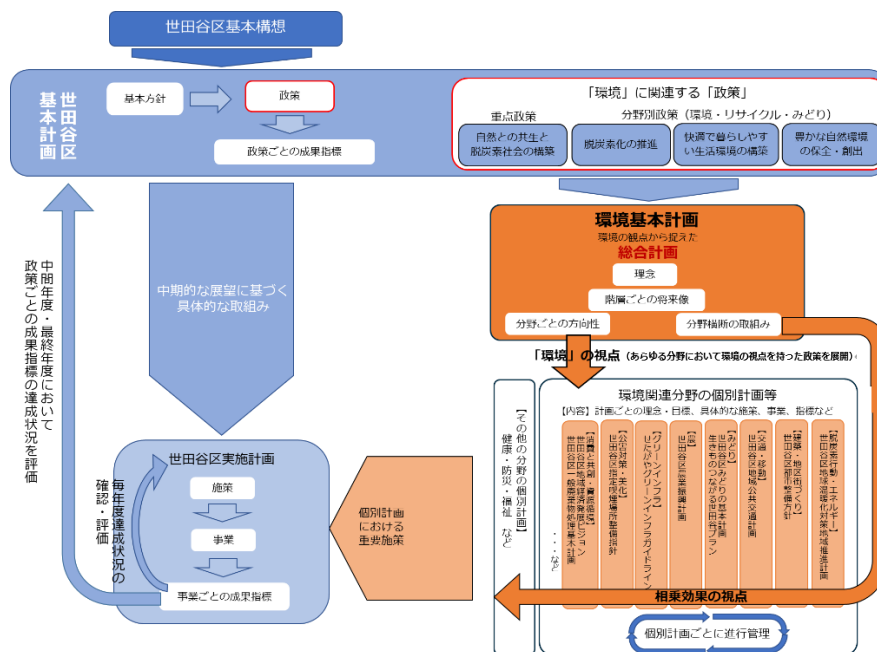 世田谷区基本構想
世田谷区
基本計画
基本方針
政策
政策ごとの成果指標
「環境」に関連する「政策」
重点政策
分野別政策（環境・リサイクル・みどり）
自然との共生と
脱炭素社会の構築
脱炭素化の推進
快適で暮らしやす
い生活環境の構築
豊かな自然環境
の保全・創出
環境基本計画
環境の観点から捉えた
総合計画
理念
階層ごとの将来像
分野ごとの方向性
分野横断の取組み
中期的な展望に基づく
具体的な取組み
中間年度・最終年度において
政策ごとの成果指標の達成状況を評価
「環境」の視点（あらゆる分野において環境の視点を持った政策を展開）
環境関連分野の個別計画等
【内容】計画ごとの理念・目標、具体的な施策、事業、指標など
【脱炭素行動・エネルギー】
世田谷区地球温暖化対策地域推進計画
【建築・地区街づくり】
世田谷区都市整備方針
【交通・移動】
世田谷区地域公共交通計画
【みどり】
世田谷区みどりの基本計画
生きものつながる世田谷プラン
【農】
世田谷区農業振興計画
【グリーンインフラ】
せたがやグリーンインフラガイドライン
【公害対策・美化】
世田谷区指定喫煙場所整備指針
【消費と共創・資源循環】
世田谷区地域経済発展ビジョン
世田谷区一般廃棄物処理基本計画
・・・など
【その他の分野の個別計画】
健康・防災・福祉　など
相乗効果の視点
個別計画ごとに進行管理
個別計画
における
重要施策
世田谷区実施計画
施策
事業
事業ごとの成果指標
毎年度達成状況の
確認・評価